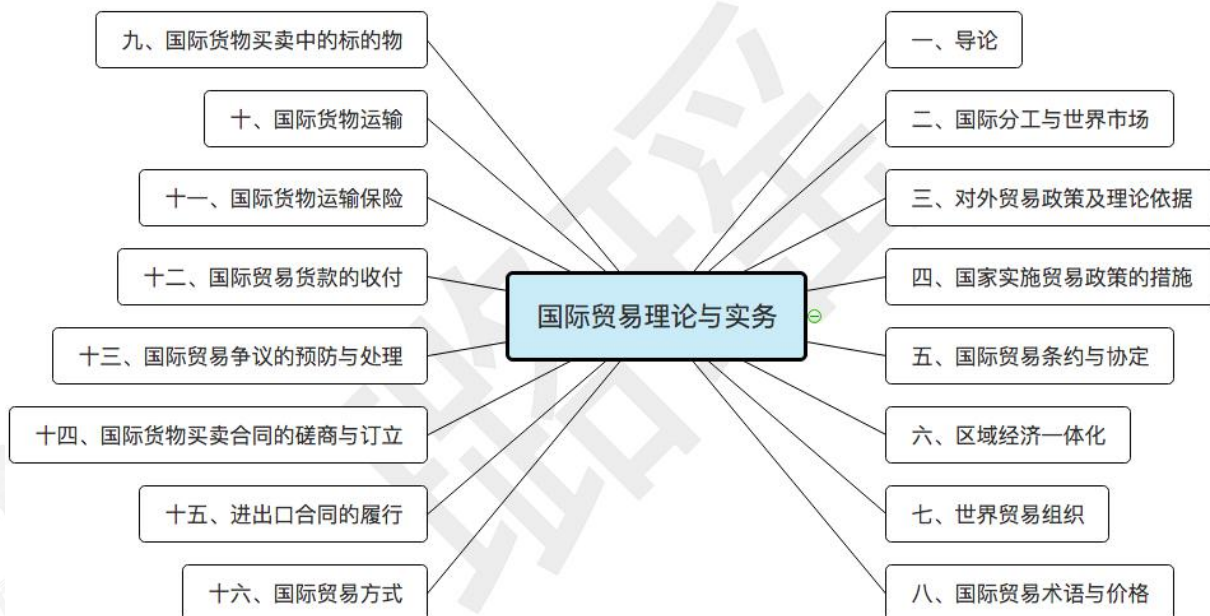 国际贸易理论与实务
一、导论
二、国际分工与世界市场
三、对外贸易政策及理论依据
四、国家实施贸易政策的措施
五、国际贸易条约与协定
六、区域经济一体化
七、世界贸易组织
八、国际贸易术语与价格
九、国际货物买卖中的标的物
十、国际货物运输
十一、国际货物运输保险
十二、国际贸易货款的收付
十三、国际贸易争议的预防与处理
十四、国际货物买卖合同的磋商与订立
十五、进出口合同的履行
十六、国际贸易方式